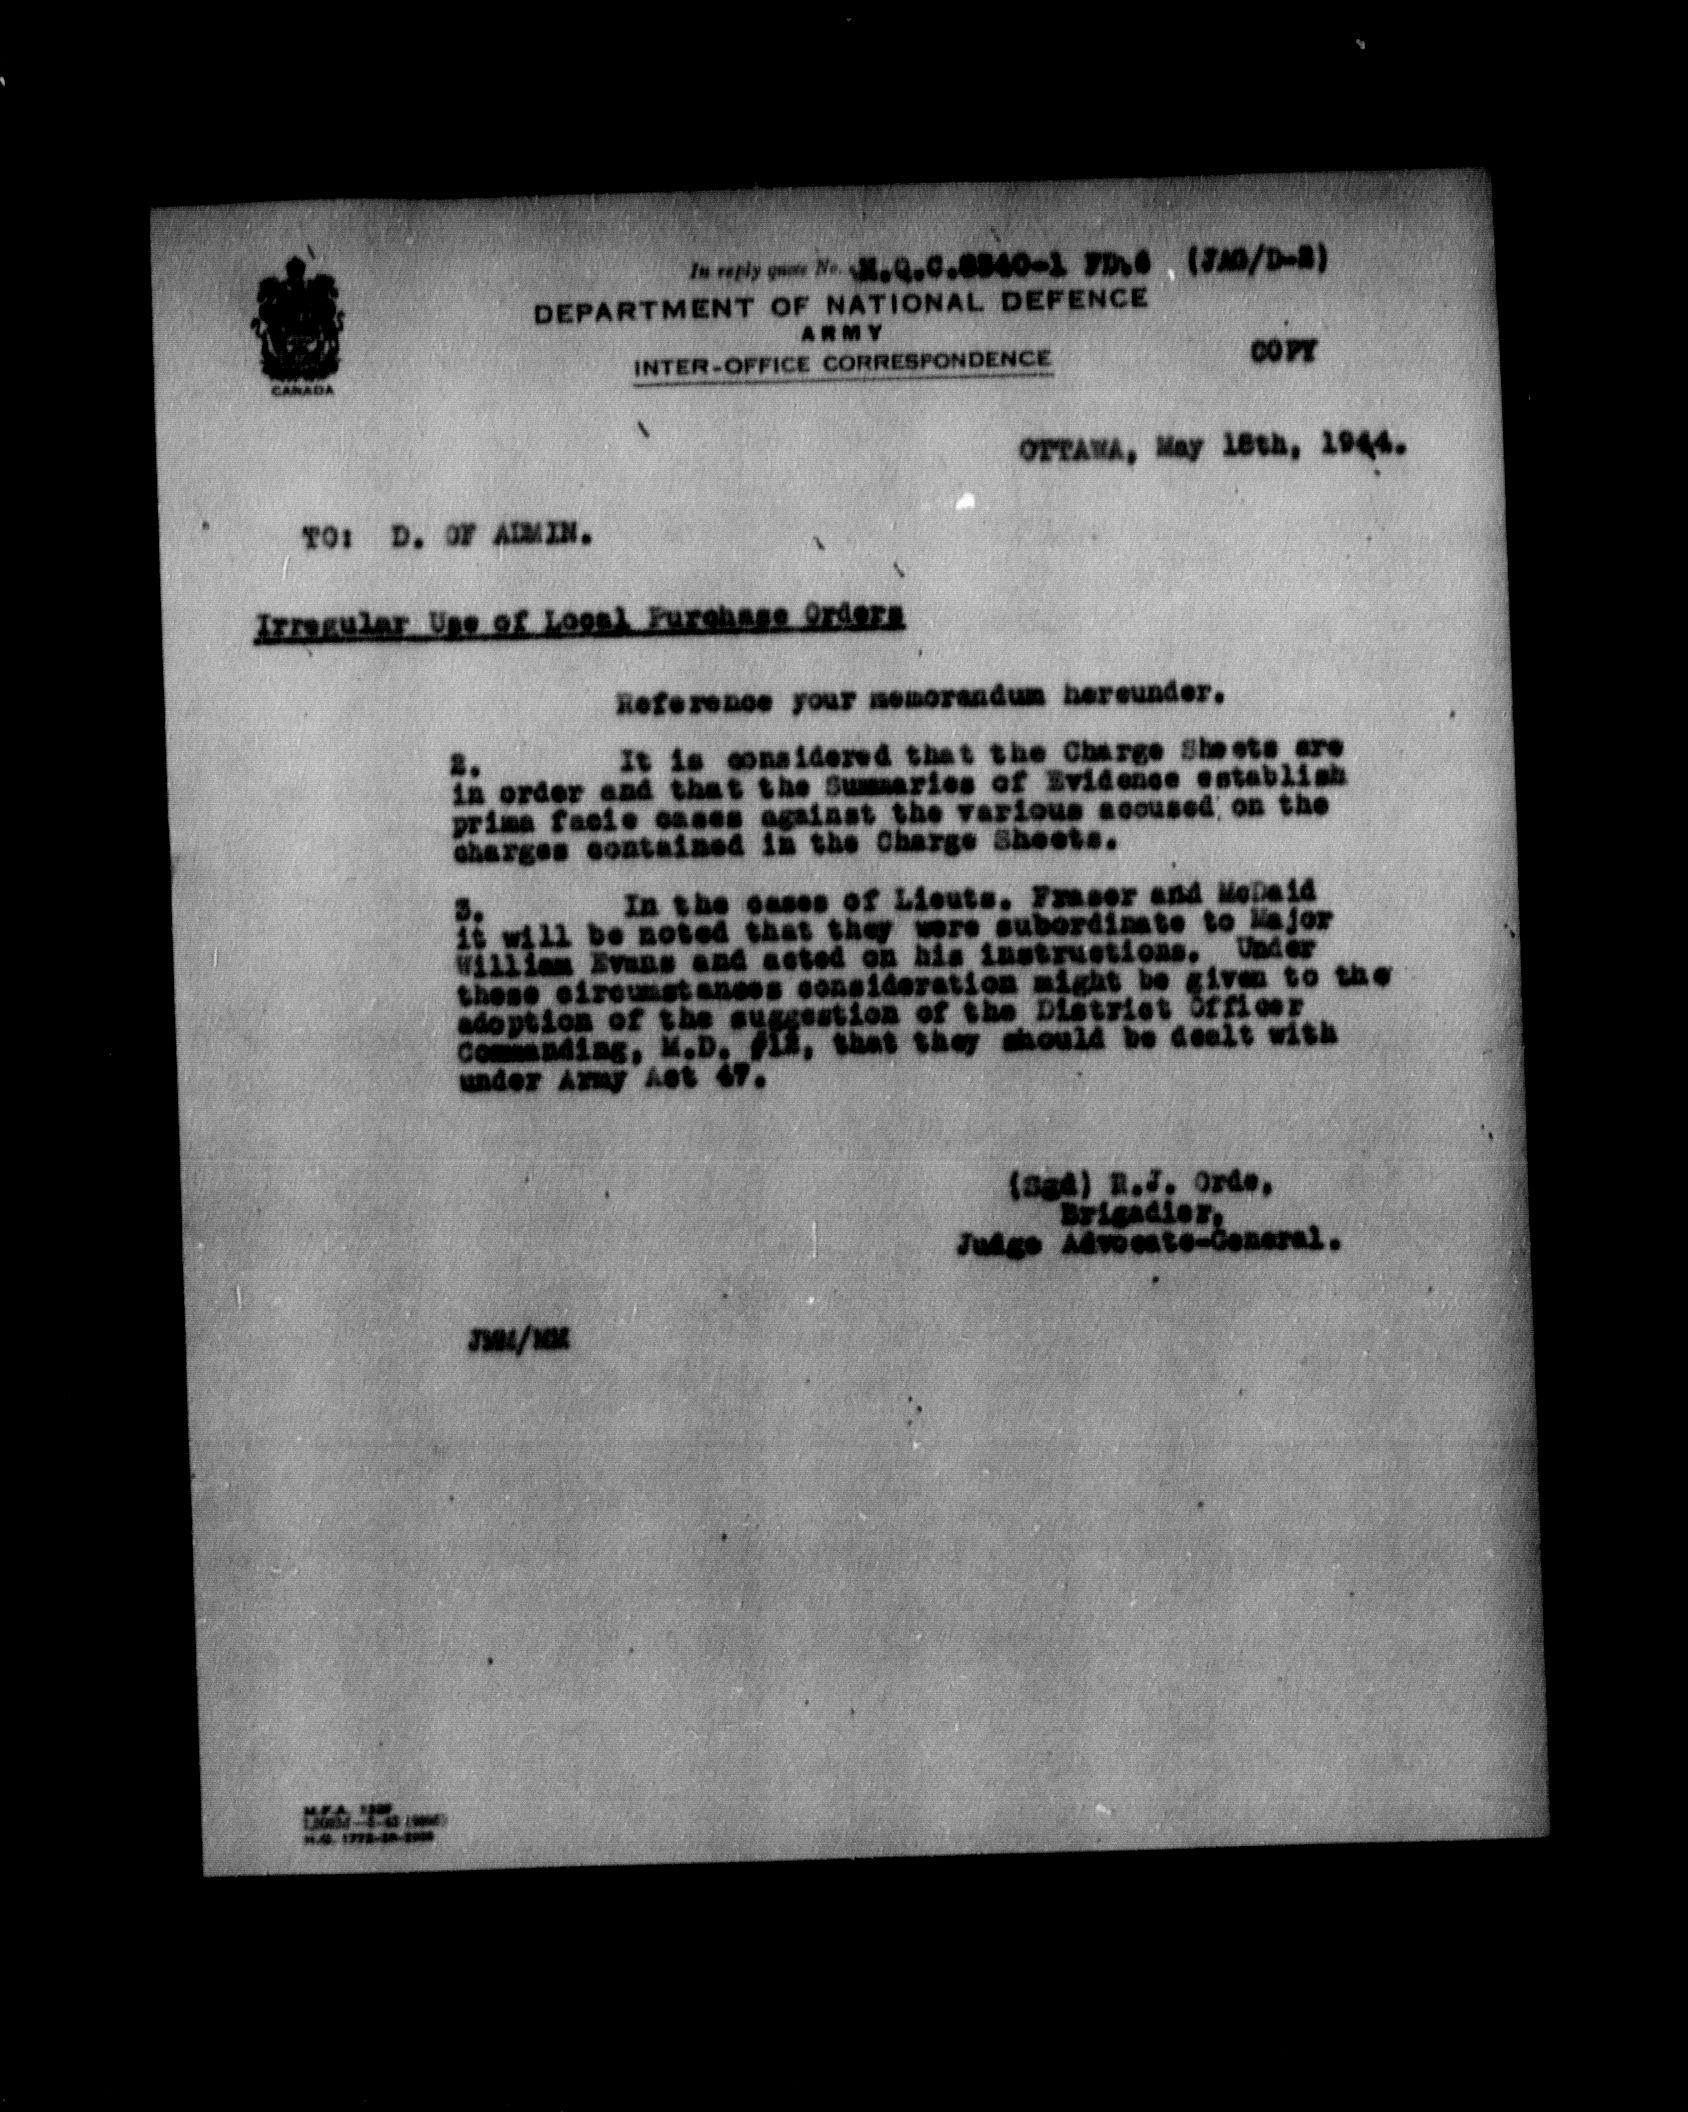 In reply quote No. H.Q.C.8340-1 FD.6 (JAG/D-2)
DEPARTMENT OF NATIONAL DEFENCE
ARMY
INTER-OFFICE CORRESPONDENCE
COPY
CANADA
OTTAWA, May 18th, 1944.
TO: D. OF ADMIN.
Irregular Use of Local Purchase Orders
Reference your memorandum hereunder.
2. It is considered that the Charge Sheets are
in order and that the Summaries of Evidence establish
prima facie cases against the various accused on the
charges contained in the Charge Sheets.
3. In the cases of Lieuts. Fraser and McDaid
it will be noted that they were subordinate to Major
William Evans and acted on his instructions. Under
these circumstances consideration might be given to the
adoption of the suggestion of the District Officer
Commanding, M.D. #12, that they should be dealt with
under Army Act 47.
(Sgd) R.J. Orde,
Brigadier,
Judge Advocate-General.
JMM/MM
M.F.A.
H.Q. 1772-39-